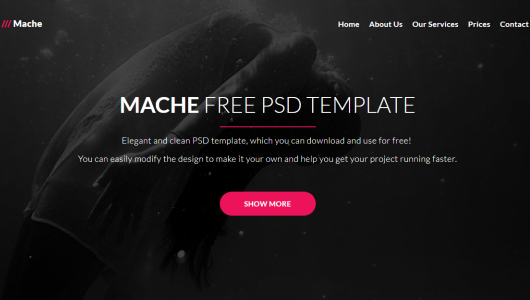 /// Mache
Home About Us Our Services Prices Contact
MACHE FREE PSD TEMPLATE
Elegant and clean PSD template, which you can download and use for free!
You can easily modify the design to make it your own and help you get your project running faster.
SHOW MORE